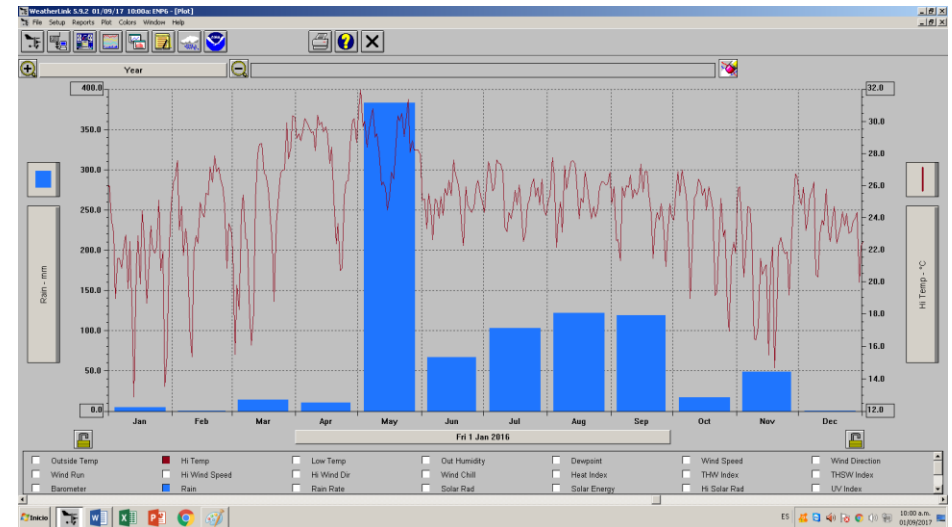 WeatherLink 5.9.2 01/09/17 10:00a: ENP6 - [Plot]
File Setup Reports Plot Colors Window Help
Year
400.0
350.0
300.0
250.0
200.0
150.0
100.0
50.0
0.0
Rain - mm
32.0
30.0
28.0
26.0
24.0
22.0
20.0
18.0
16.0
14.0
12.0
Hi Temp - °C
Jan Feb Mar Apr May Jun Jul Aug Sep Oct Nov Dec
Fri 1 Jan 2016
Outside Temp Hi Temp Low Temp Out Humidity Dewpoint Wind Speed Wind Direction
Wind Run Hi Wind Speed Hi Wind Dir Wind Chill Heat Index THW Index THSW Index
Barometer Rain Rain Rate Solar Rad Solar Energy Hi Solar Rad UV Index
Inicio ES 10:00 a.m.
01/09/2017